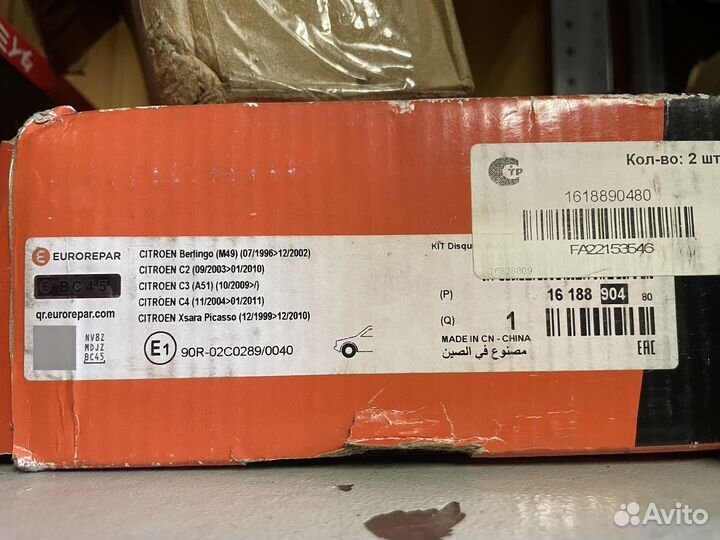 EY4
Кол-во: 2 шт
1618890480
FA22153546
EUROREPAR
BC45
qr.eurorepar.com
NV8Z
MDJZ
BC45
CITROEN Berlingo (M49) (07/1996>12/2002)
CITROEN C2 (09/2003>01/2010)
CITROEN C3 (A51) (10/2009>/)
CITROEN C4 (11/2004>01/2011)
CITROEN Xsara Picasso (12/1999>12/2010)
E1 90R-02C0289/0040
KIT Disqu
(P) 16 188 904 80
(Q) 1
MADE IN CN - CHINA
مصنوع في الصين
EAC
Avito